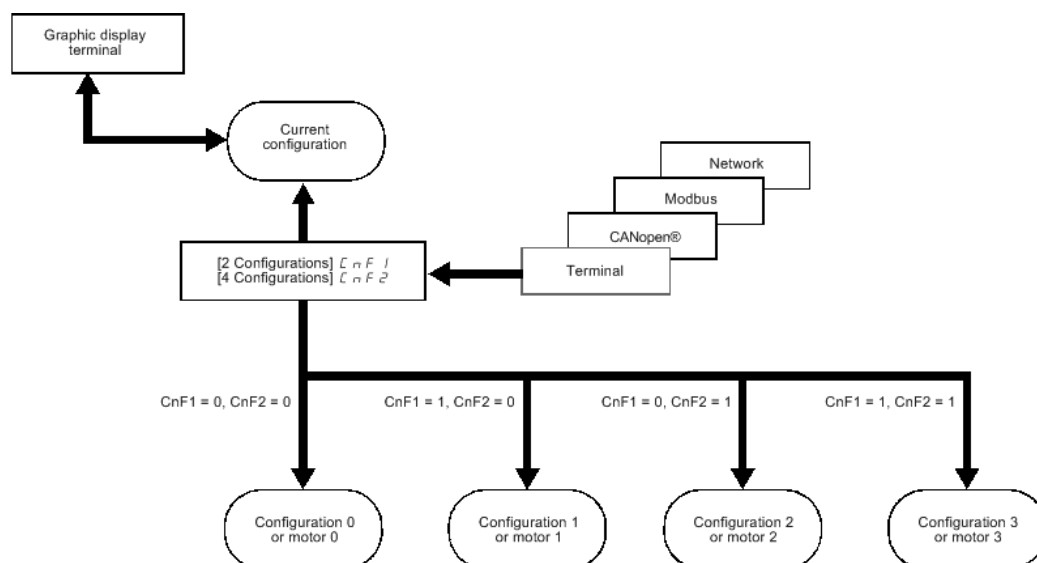 Graphic display
terminal
Current
configuration
Network
Modbus
CANopen®
Terminal
[2 Configurations] CnF1
[4 Configurations] CnF2
CnF1 = 0, CnF2 = 0
CnF1 = 1, CnF2 = 0
CnF1 = 0, CnF2 = 1
CnF1 = 1, CnF2 = 1
Configuration 0
or motor 0
Configuration 1
or motor 1
Configuration 2
or motor 2
Configuration 3
or motor 3